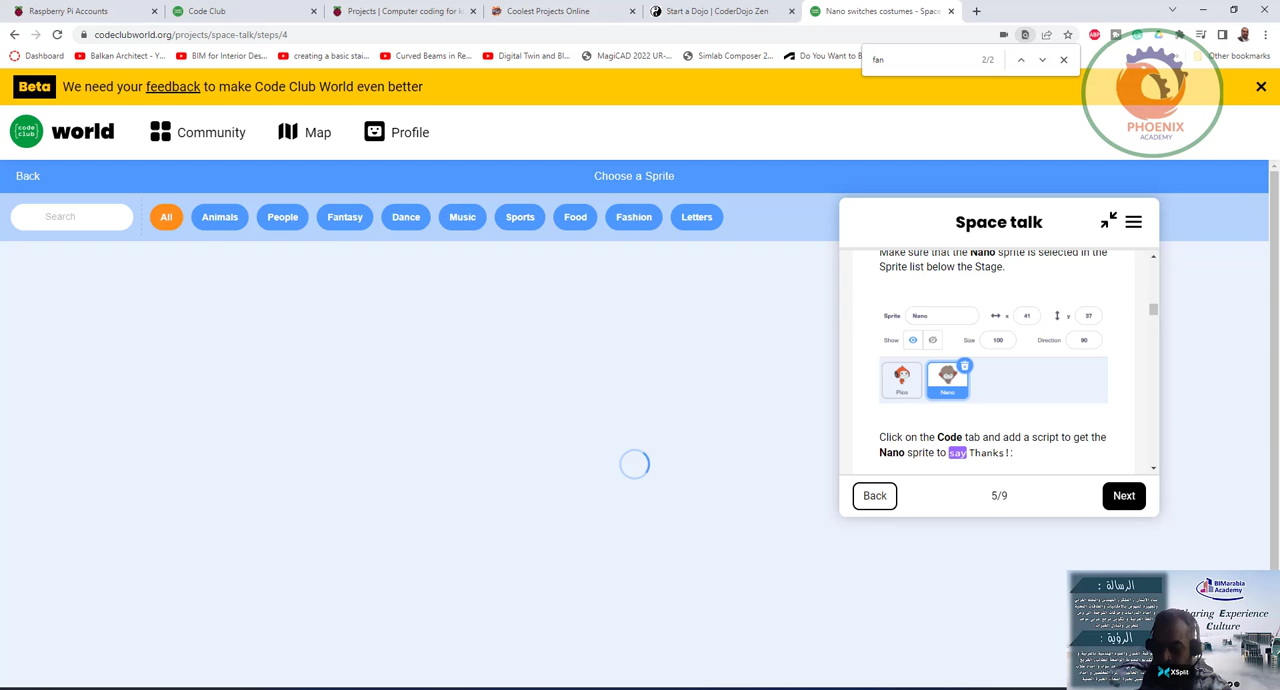 Raspberry Pi Accounts
Code Club
Projects | Computer coding for k
Coolest Projects Online
Start a Dojo | CoderDojo Zen
Nano switches costumes - Space
codeclubworld.org/projects/space-talk/steps/4
Dashboard
Balkan Architect - Y...
BIM for Interior Des...
creating a basic stai...
Curved Beams in Re...
Digital Twin and Bl...
MagiCAD 2022 UR-...
Simlab Composer 2...
Do You Want to B
Other bookmarks
fan
2/2
Beta We need your feedback to make Code Club World even better
code club world
Community
Map
Profile
PHOENIX
ACADEMY
Back
Choose a Sprite
Search
All
Animals
People
Fantasy
Dance
Music
Sports
Food
Fashion
Letters
Space talk
Make sure that the Nano sprite is selected in the
Sprite list below the Stage.
Sprite Nano x 41 y 37
Show Size 100 Direction 90
Pico
Nano
Click on the Code tab and add a script to get the
Nano sprite to say Thanks!:
Back
5/9
Next
الرسالة :
الرؤية :
BIMarabia
Academy
Sharing Experience
Culture
XSplit